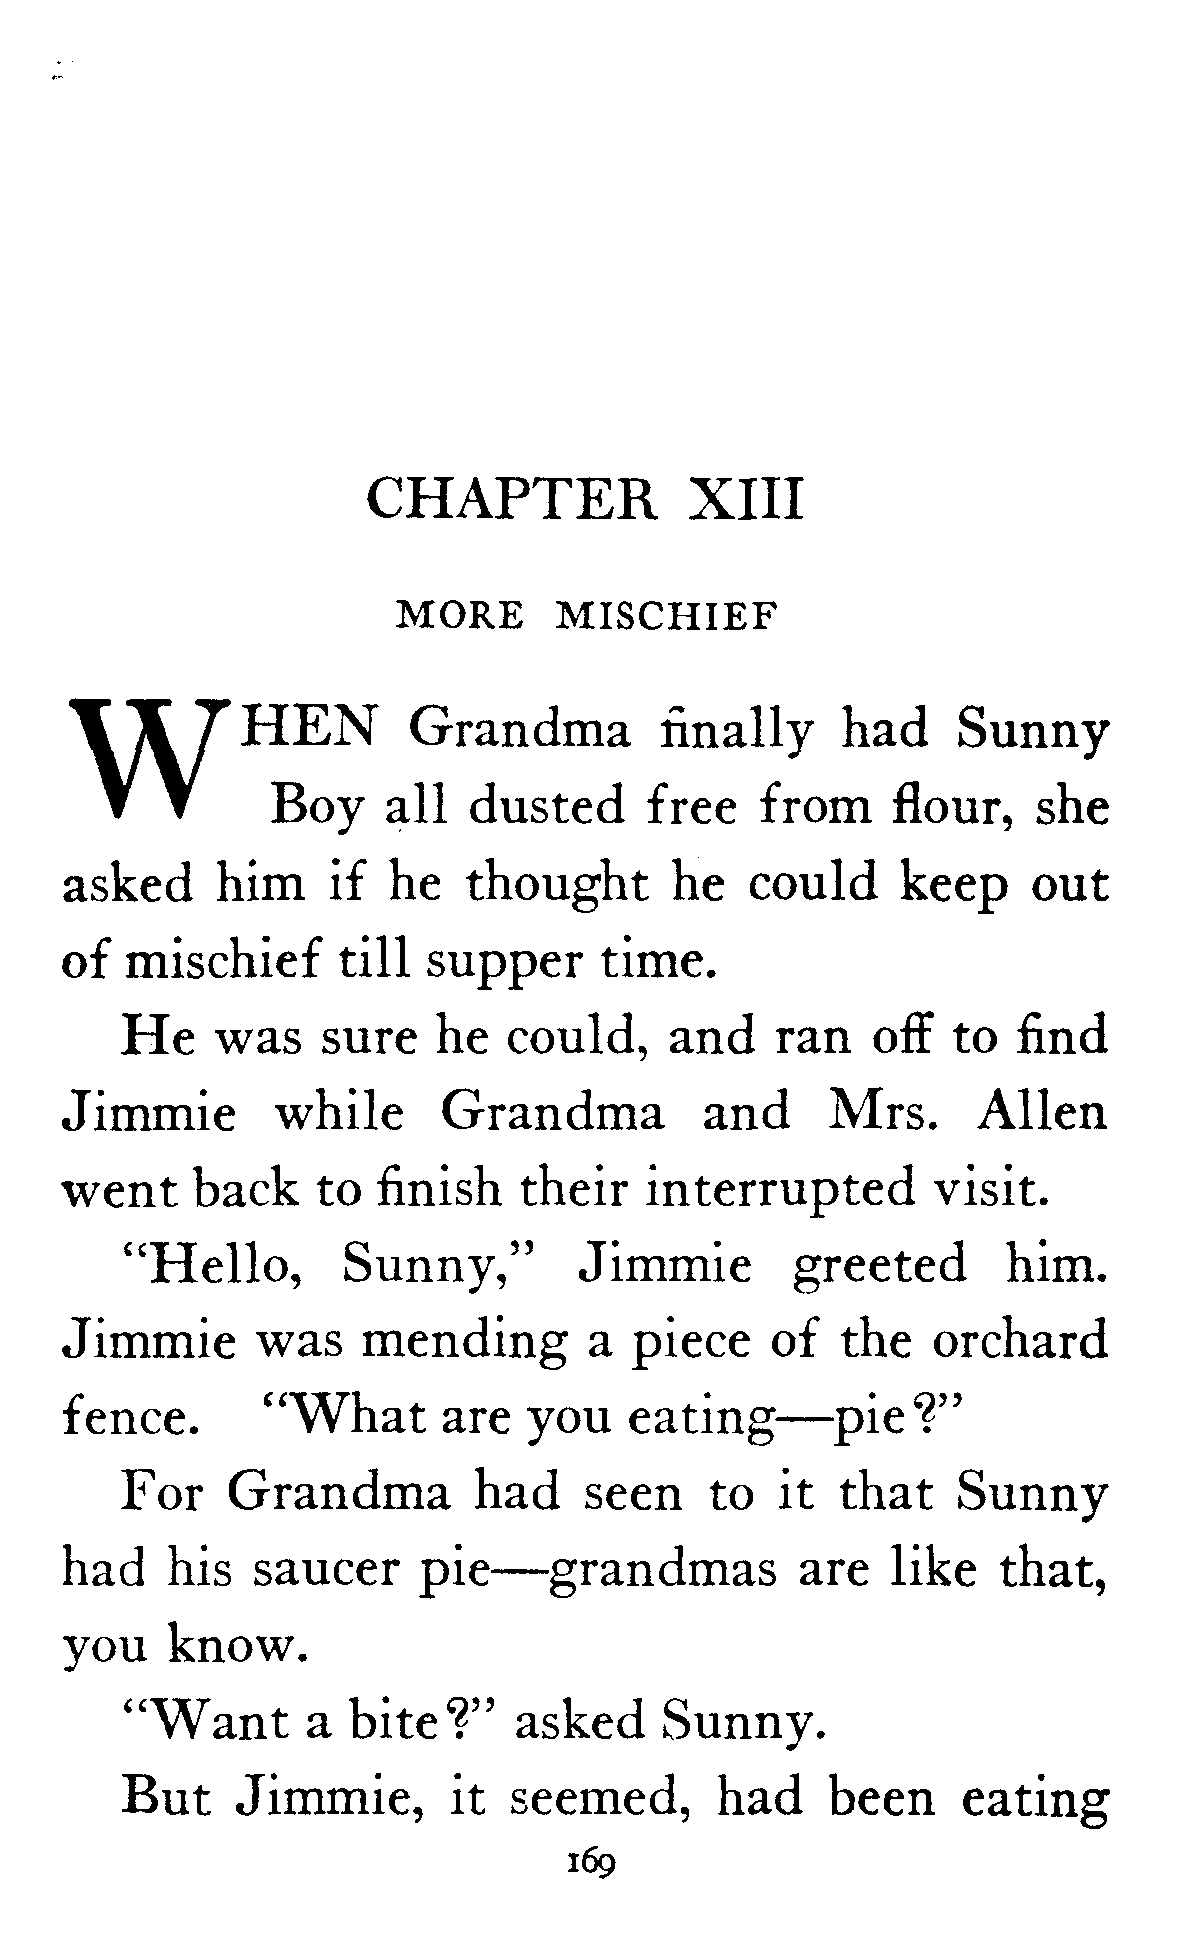 CHAPTER XIII
MORE MISCHIEF
WHEN Grandma finally had Sunny
Boy all dusted free from flour, she
asked him if he thought he could keep out
of mischief till supper time.
He was sure he could, and ran off to find
Jimmie while Grandma and Mrs. Allen
went back to finish their interrupted visit.
“Hello, Sunny,” Jimmie greeted him.
Jimmie was mending a piece of the orchard
fence. “What are you eating—pie?”
For Grandma had seen to it that Sunny
had his saucer pie—grandmas are like that,
you know.
“Want a bite?” asked Sunny.
But Jimmie, it seemed, had been eating
169